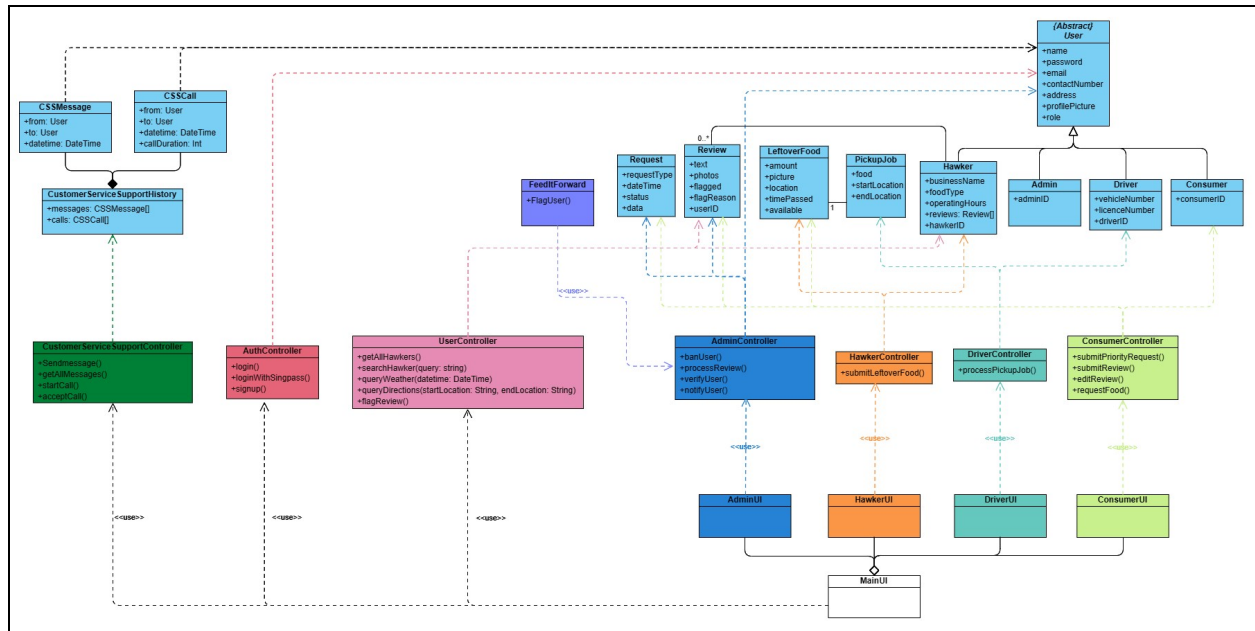 {Abstract}
User
+name
+password
+email
+contactNumber
+address
+profilePicture
+role
CSSMessage
+from: User
+to: User
+datetime: DateTime
CSSCall
+from: User
+to: User
+datetime: DateTime
+callDuration: Int
CustomerServiceSupportHistory
+messages: CSSMessage[]
+calls: CSSCall[]
FeedItForward
+FlagUser()
Request
+requestType
+dateTime
+status
+data
0..*
Review
+text
+photos
+flagged
+flagReason
+userID
LeftoverFood
+amount
+picture
+location
+timePassed
+available
1
PickupJob
+food
+startLocation
+endLocation
Hawker
+businessName
+foodType
+operatingHours
+reviews: Review[]
+hawkerID
Admin
+adminID
Driver
+vehicleNumber
+licenceNumber
+driverID
Consumer
+consumerID
<<use>>
CustomerServiceSupportController
+Sendmessage()
+getAllMessages()
+startCall()
+acceptCall()
AuthController
+login()
+loginWithSingpass()
+signup()
UserController
+getAllHawkers()
+searchHawker(query: string)
+queryWeather(datetime: DateTime)
+queryDirections(startLocation: String, endLocation: String)
+flagReview()
AdminController
+banUser()
+processReview()
+verifyUser()
+notifyUser()
HawkerController
+submitLeftoverFood()
DriverController
+processPickupJob()
ConsumerController
+submitPriorityRequest()
+submitReview()
+editReview()
+requestFood()
<<use>>
<<use>>
<<use>>
<<use>>
AdminUI
HawkerUI
DriverUI
ConsumerUI
<<use>>
<<use>>
<<use>>
MainUI